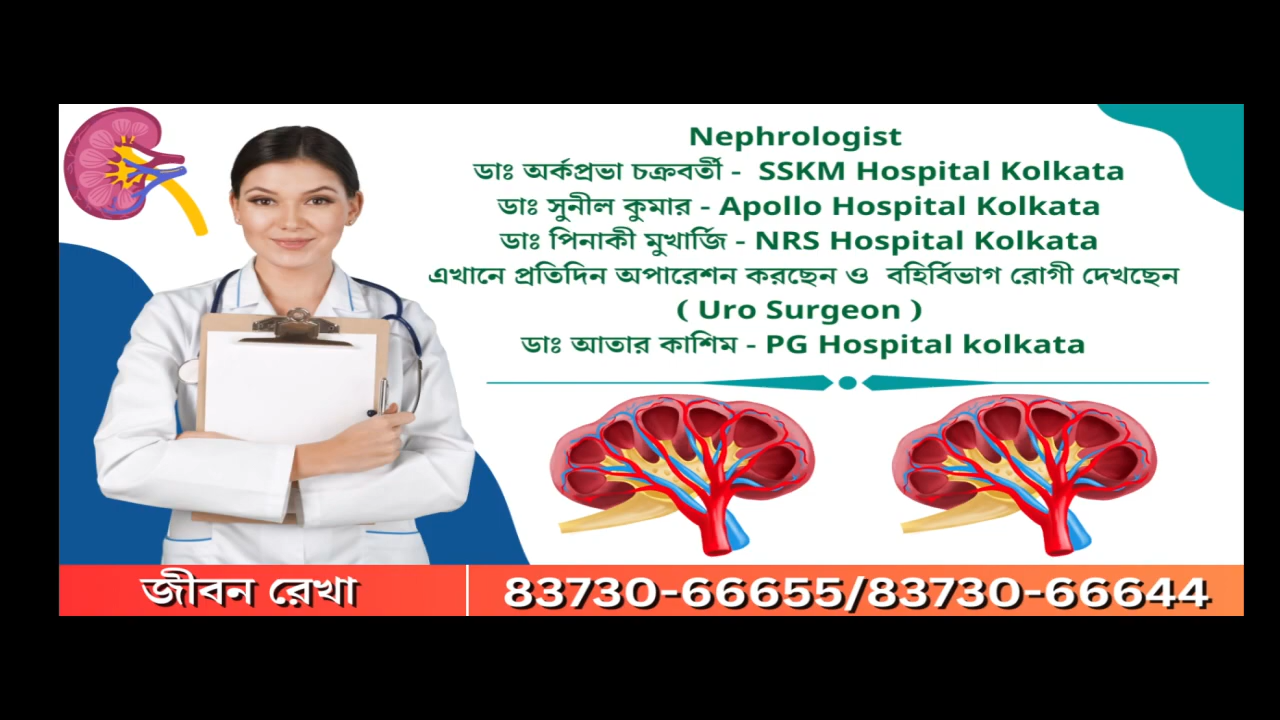 Nephrologist
ডাঃ অর্কপ্রভা চক্রবর্তী - SSKM Hospital Kolkata
ডাঃ সুনীল কুমার - Apollo Hospital Kolkata
ডাঃ পিনাকী মুখার্জি - NRS Hospital Kolkata
এখানে প্রতিদিন অপারেশন করছেন ও বহির্বিভাগ রোগী দেখছেন
( Uro Surgeon )
ডাঃ আতার কাশিম - PG Hospital kolkata
জীবন রেখা
83730-66655/83730-66644